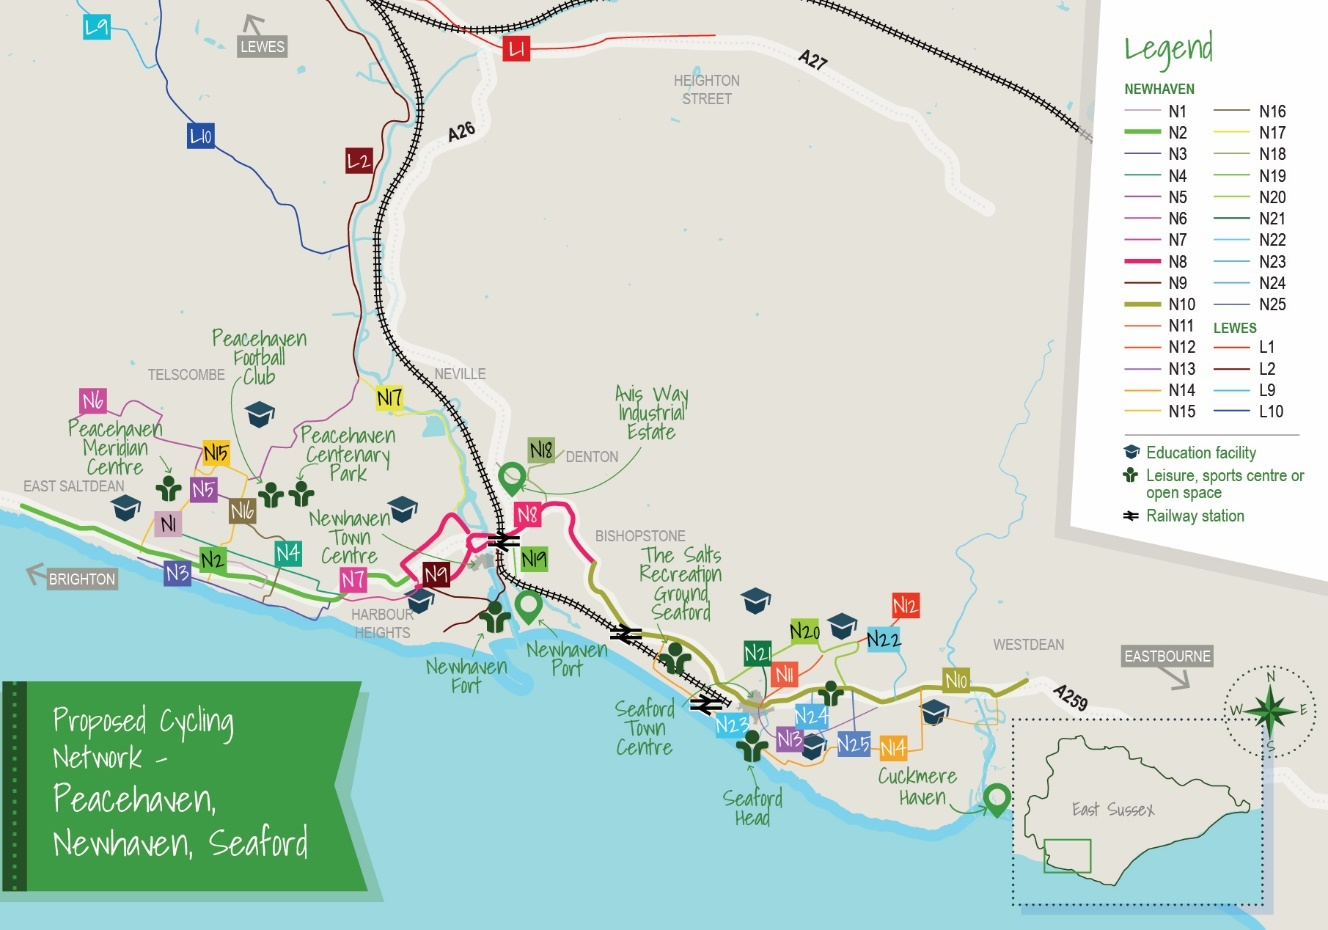 L9
LEWES
L1
A27
HEIGHTON
STREET
A26
L10
L2
Legend
NEWHAVEN
N1
N2
N3
N4
N5
N6
N7
N8
N9
N10
N11
N12
N13
N14
N15
N16
N17
N18
N19
N20
N21
N22
N23
N24
N25
LEWES
L1
L2
L9
L10
Education facility
Leisure, sports centre or
open space
Railway station
Peacehaven
Football
Club
TELSCOMBE
NEVILLE
N6
N17
Avis Way
Industrial
Estate
Peacehaven
Meridian
Centre
N15
Peacehaven
Centenary
Park
N18
DENTON
EAST SALTDEAN
N5
N16
N1
Newhaven
Town
Centre
N8
BISHOPSTONE
N2
N4
N19
N3
N7
N9
BRIGHTON
HARBOUR
HEIGHTS
The Salts
Recreation
Ground
Seaford
N12
N20
N22
N21
WESTDEAN
EASTBOURNE
Newhaven
Fort
Newhaven
Port
N11
N10
A259
Seaford
Town
Centre
N23
N24
N13
N25
N14
Cuckmere
Haven
Seaford
Head
N
W
E
S
East Sussex
Proposed Cycling
Network -
Peacehaven,
Newhaven, Seaford